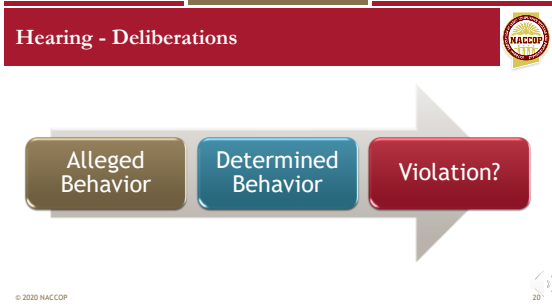 Hearing - Deliberations
NACCOP
Alleged
Behavior
Determined
Behavior
Violation?
© 2020 NACCOP
20